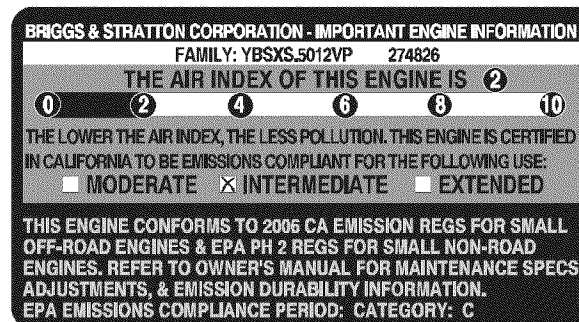 BRIGGS & STRATTON CORPORATION - IMPORTANT ENGINE INFORMATION
FAMILY: YBSXS.5012VP 274826
THE AIR INDEX OF THIS ENGINE IS 2
0 2 4 6 8 10
THE LOWER THE AIR INDEX, THE LESS POLLUTION. THIS ENGINE IS CERTIFIED
IN CALIFORNIA TO BE EMISSIONS COMPLIANT FOR THE FOLLOWING USE:
MODERATE INTERMEDIATE EXTENDED
THIS ENGINE CONFORMS TO 2006 CA EMISSION REGS FOR SMALL
OFF-ROAD ENGINES & EPA PH 2 REGS FOR SMALL NON-ROAD
ENGINES. REFER TO OWNER'S MANUAL FOR MAINTENANCE SPECS
ADJUSTMENTS, & EMISSION DURABILITY INFORMATION.
EPA EMISSIONS COMPLIANCE PERIOD: CATEGORY: C